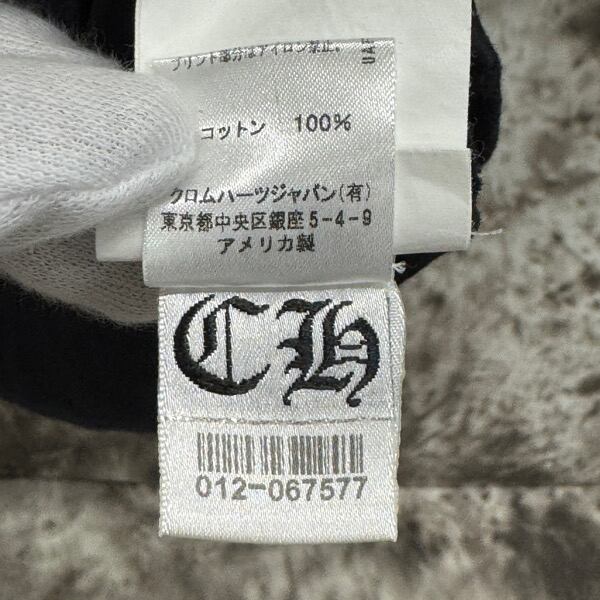 プリント部分はアイロン禁止。
コットン 100%
クロムハーツジャパン(有)
東京都中央区銀座5-4-9
アメリカ製
CH
012-067577